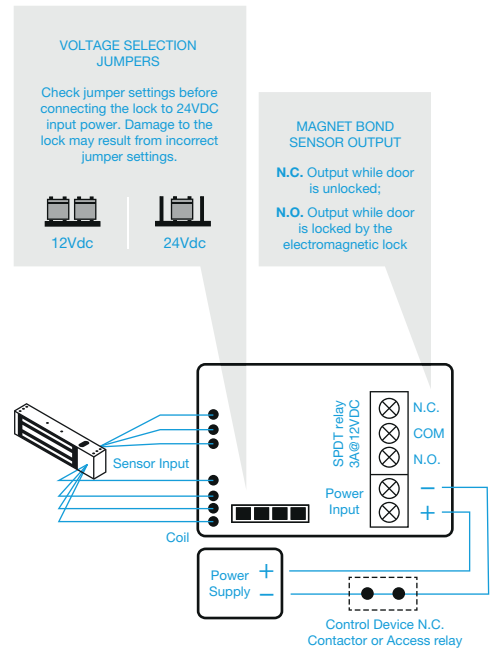 VOLTAGE SELECTION
JUMPERS
Check jumper settings before
connecting the lock to 24VDC
input power. Damage to the
lock may result from incorrect
jumper settings.
12Vdc
24Vdc
MAGNET BOND
SENSOR OUTPUT
N.C. Output while door
is unlocked;
N.O. Output while door
is locked by the
electromagnetic lock
SPDT relay
3A@12VDC
N.C.
COM
N.O.
Sensor Input
Power
Input
−
+
Coil
Power
Supply
+
−
Control Device N.C.
Contactor or Access relay